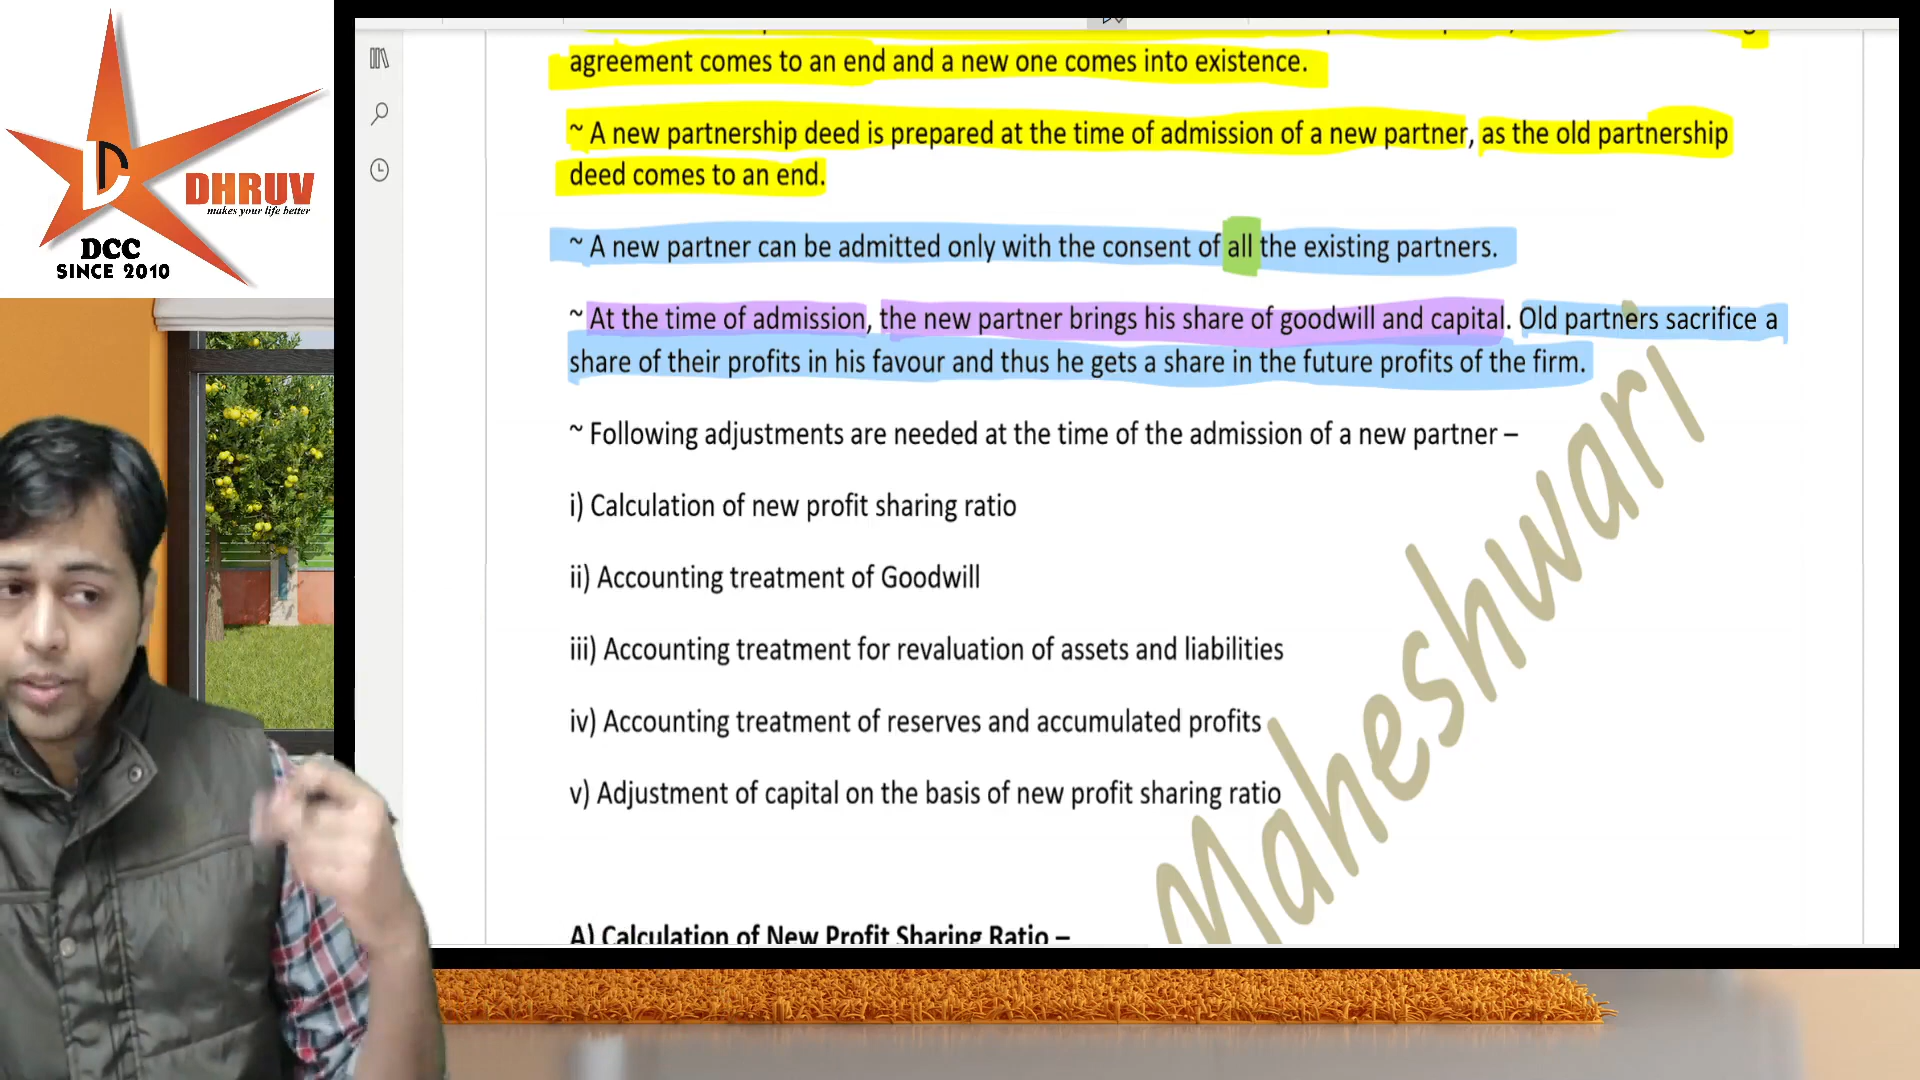 DHRUV
makes your life better
DCC
SINCE 2010
agreement comes to an end and a new one comes into existence.
~ A new partnership deed is prepared at the time of admission of a new partner, as the old partnership
deed comes to an end.
~ A new partner can be admitted only with the consent of all the existing partners.
~ At the time of admission, the new partner brings his share of goodwill and capital. Old partners sacrifice a
share of their profits in his favour and thus he gets a share in the future profits of the firm.
~ Following adjustments are needed at the time of the admission of a new partner –
i) Calculation of new profit sharing ratio
ii) Accounting treatment of Goodwill
iii) Accounting treatment for revaluation of assets and liabilities
iv) Accounting treatment of reserves and accumulated profits
v) Adjustment of capital on the basis of new profit sharing ratio
A) Calculation of New Profit Sharing Ratio –
Maheshwari